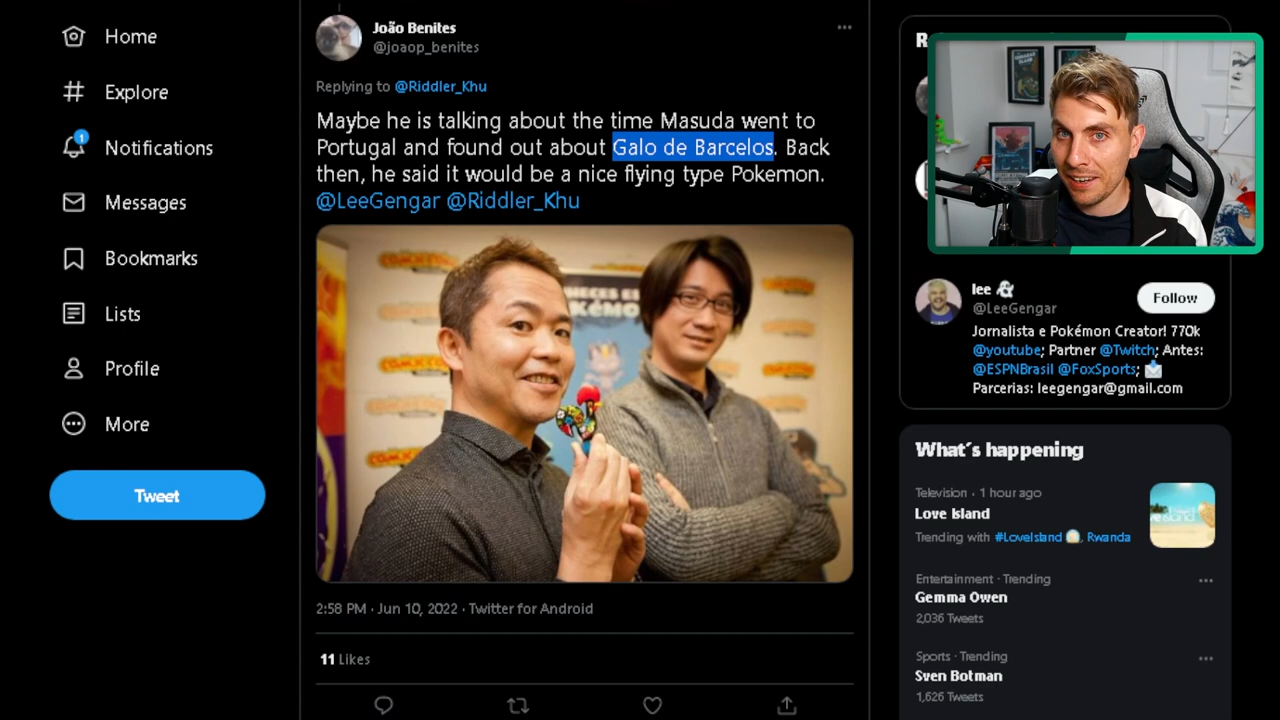 Home
Explore
1
Notifications
Messages
Bookmarks
Lists
Profile
More
Tweet
João Benites
@joaop_benites
Replying to @Riddler_Khu
Maybe he is talking about the time Masuda went to
Portugal and found out about Galo de Barcelos. Back
then, he said it would be a nice flying type Pokemon.
@LeeGengar @Riddler_Khu
2:58 PM · Jun 10, 2022 · Twitter for Android
11 Likes
lee
@LeeGengar
Follow
Jornalista e Pokémon Creator! 770k
@youtube; Partner @Twitch; Antes:
@ESPNBrasil @FoxSports;
Parcerias: leegengar@gmail.com
What's happening
Television · 1 hour ago
Love Island
Trending with #LoveIsland, Rwanda
Entertainment · Trending
Gemma Owen
2,036 Tweets
Sports · Trending
Sven Botman
1,626 Tweets